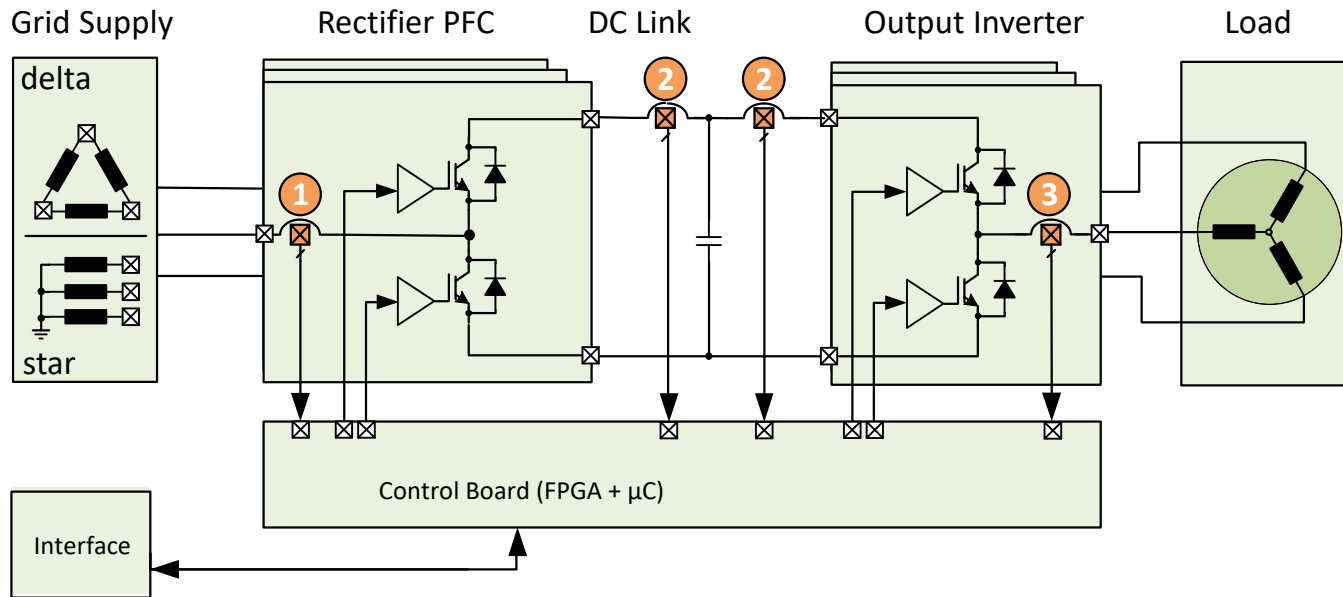 Grid Supply
Rectifier PFC
DC Link
Output Inverter
Load
delta
2
2
1
3
star
Control Board (FPGA + µC)
Interface